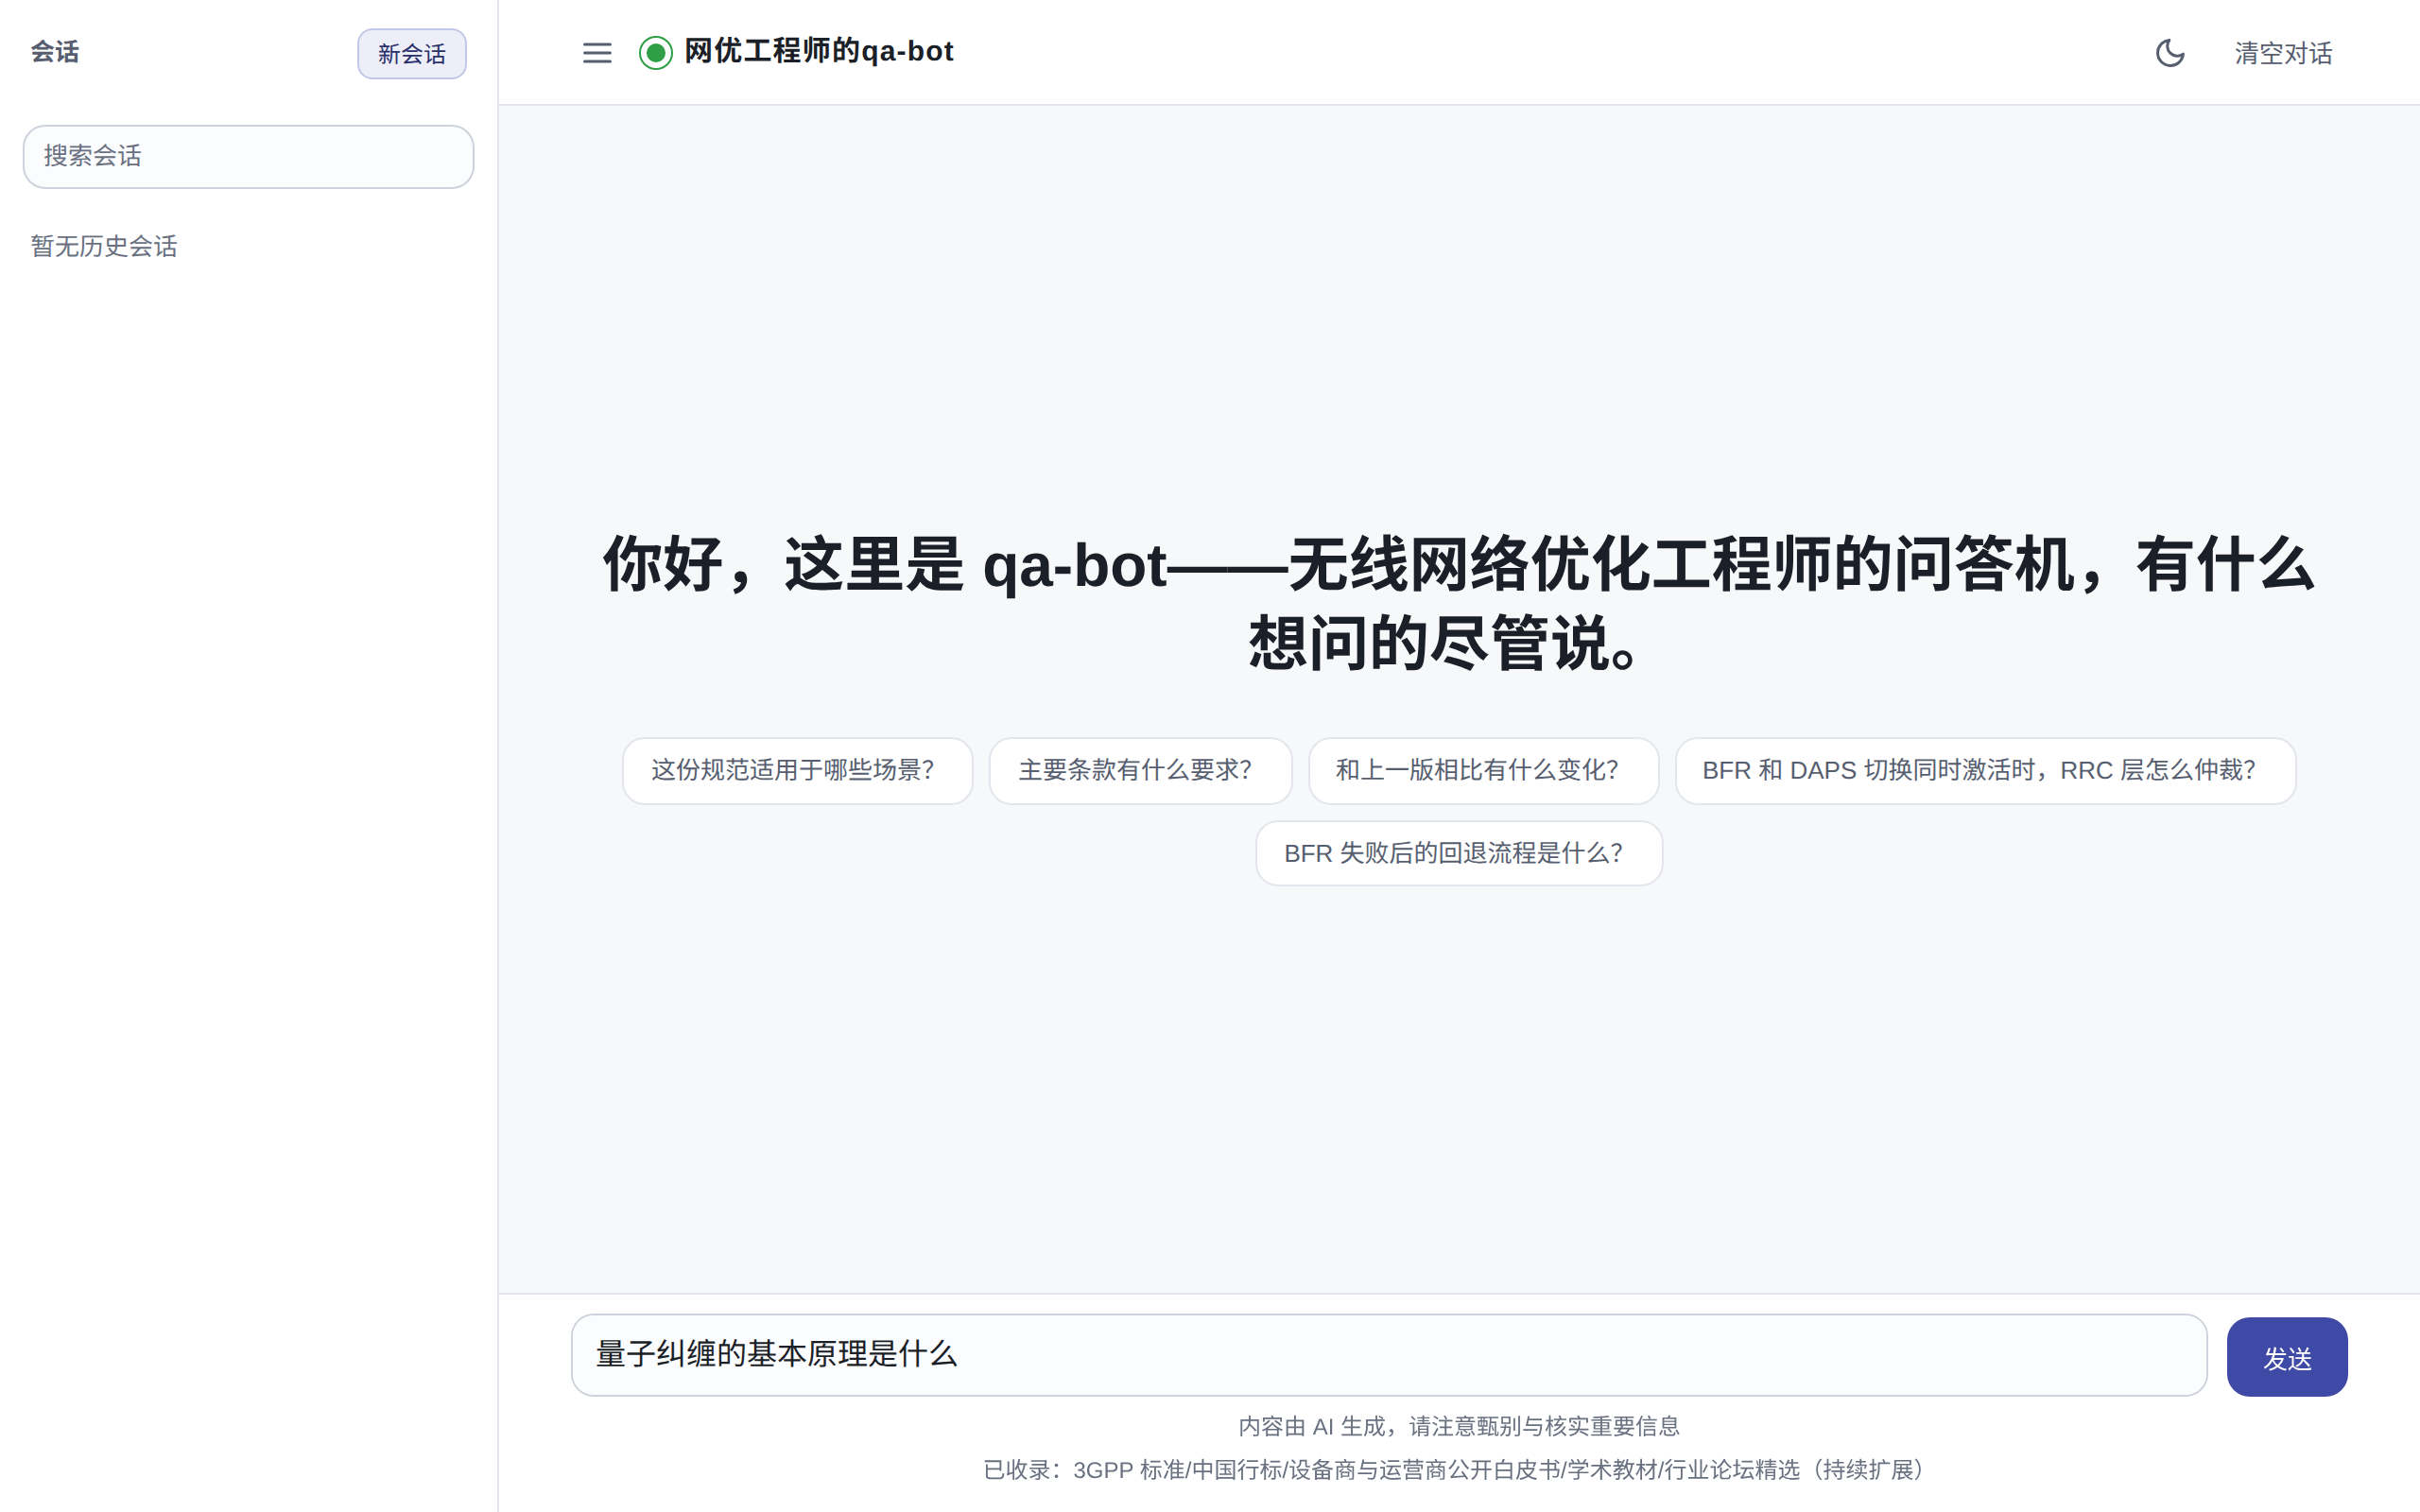 会话
新会话
搜索会话
暂无历史会话
网优工程师的qa-bot
清空对话
你好，这里是 qa-bot——无线网络优化工程师的问答机，有什么
想问的尽管说。
这份规范适用于哪些场景？
主要条款有什么要求？
和上一版相比有什么变化？
BFR 和 DAPS 切换同时激活时，RRC 层怎么仲裁？
BFR 失败后的回退流程是什么？
量子纠缠的基本原理是什么
发送
内容由 AI 生成，请注意甄别与核实重要信息
已收录：3GPP 标准/中国行标/设备商与运营商公开白皮书/学术教材/行业论坛精选（持续扩展）